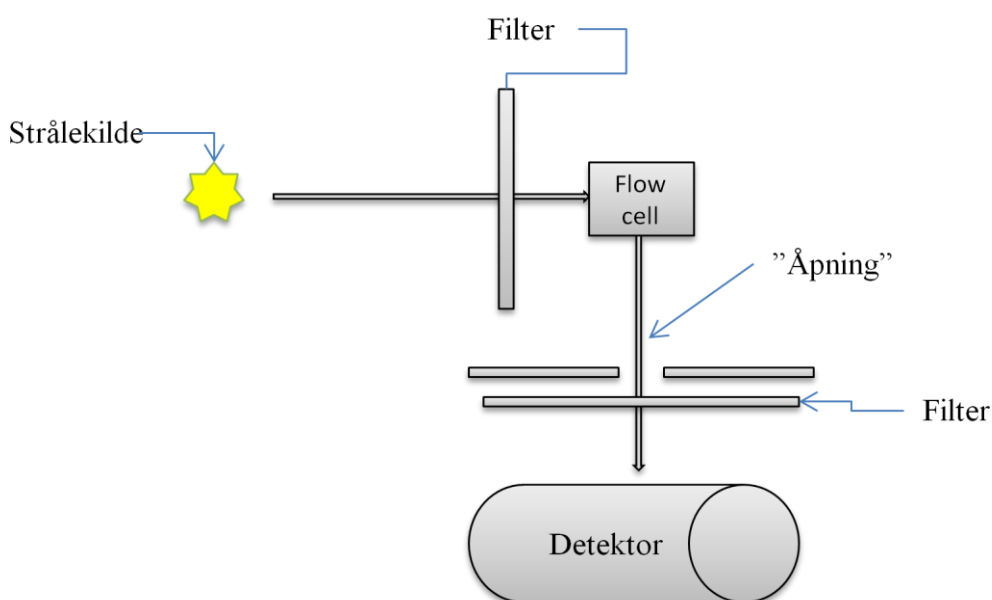 Filter
Strålekilde
Flow
cell
”Åpning”
Filter
Detektor